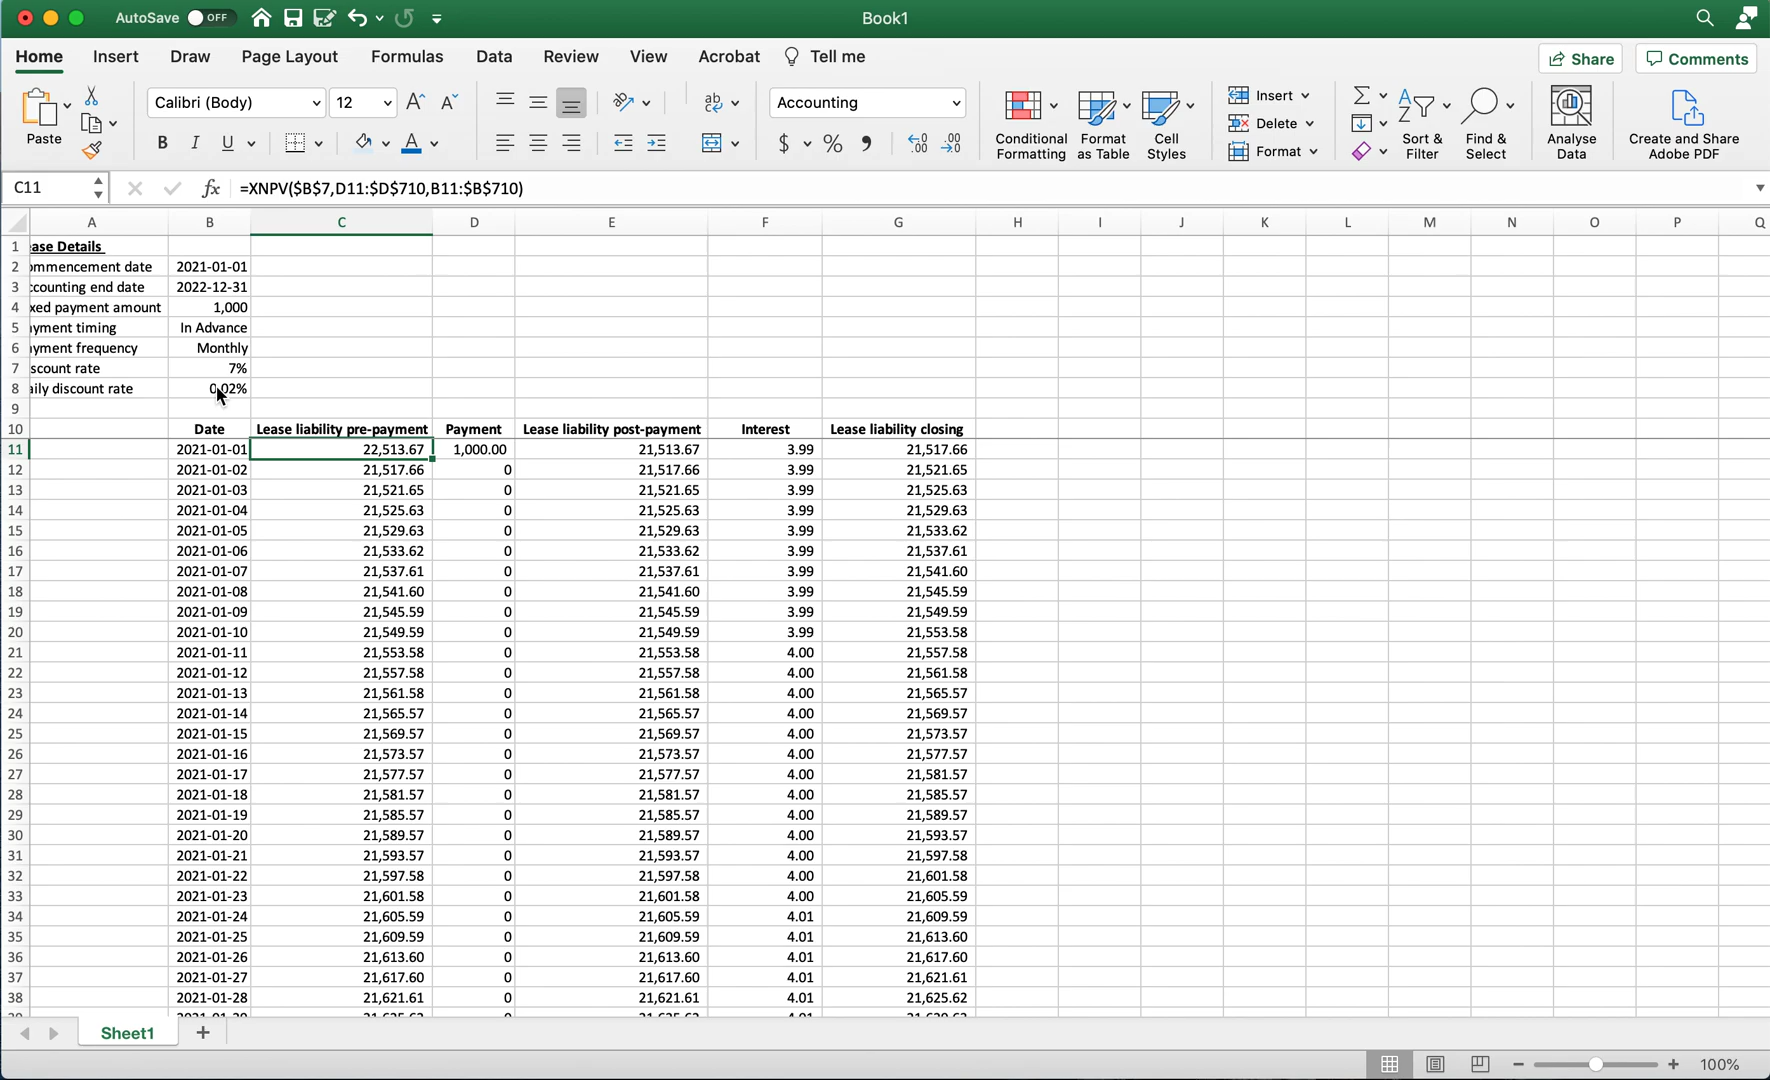 AutoSave OFF Book1
Home Insert Draw Page Layout Formulas Data Review View Acrobat Tell me Share Comments
Paste Calibri (Body) 12 A A ab Accounting Conditional Formatting Format as Table Cell Styles Insert Delete Format Sort & Filter Find & Select Analyse Data Create and Share Adobe PDF
B I U A $ % 9
C11 fx =XNPV($B$7,D11:$D$710,B11:$B$710)
A B C D E F G H I J K L M N O P Q
1 ease Details
2 ommencement date 2021-01-01
3 ccounting end date 2022-12-31
4 xed payment amount 1,000
5 ayment timing In Advance
6 ayment frequency Monthly
7 scount rate 7%
8 aily discount rate 0.02%
9
10 Date Lease liability pre-payment Payment Lease liability post-payment Interest Lease liability closing
11 2021-01-01 22,513.67 1,000.00 21,513.67 3.99 21,517.66
12 2021-01-02 21,517.66 0 21,517.66 3.99 21,521.65
13 2021-01-03 21,521.65 0 21,521.65 3.99 21,525.63
14 2021-01-04 21,525.63 0 21,525.63 3.99 21,529.63
15 2021-01-05 21,529.63 0 21,529.63 3.99 21,533.62
16 2021-01-06 21,533.62 0 21,533.62 3.99 21,537.61
17 2021-01-07 21,537.61 0 21,537.61 3.99 21,541.60
18 2021-01-08 21,541.60 0 21,541.60 3.99 21,545.59
19 2021-01-09 21,545.59 0 21,545.59 3.99 21,549.59
20 2021-01-10 21,549.59 0 21,549.59 3.99 21,553.58
21 2021-01-11 21,553.58 0 21,553.58 4.00 21,557.58
22 2021-01-12 21,557.58 0 21,557.58 4.00 21,561.58
23 2021-01-13 21,561.58 0 21,561.58 4.00 21,565.57
24 2021-01-14 21,565.57 0 21,565.57 4.00 21,569.57
25 2021-01-15 21,569.57 0 21,569.57 4.00 21,573.57
26 2021-01-16 21,573.57 0 21,573.57 4.00 21,577.57
27 2021-01-17 21,577.57 0 21,577.57 4.00 21,581.57
28 2021-01-18 21,581.57 0 21,581.57 4.00 21,585.57
29 2021-01-19 21,585.57 0 21,585.57 4.00 21,589.57
30 2021-01-20 21,589.57 0 21,589.57 4.00 21,593.57
31 2021-01-21 21,593.57 0 21,593.57 4.00 21,597.58
32 2021-01-22 21,597.58 0 21,597.58 4.00 21,601.58
33 2021-01-23 21,601.58 0 21,601.58 4.00 21,605.59
34 2021-01-24 21,605.59 0 21,605.59 4.01 21,609.59
35 2021-01-25 21,609.59 0 21,609.59 4.01 21,613.60
36 2021-01-26 21,613.60 0 21,613.60 4.01 21,617.60
37 2021-01-27 21,617.60 0 21,617.60 4.01 21,621.61
38 2021-01-28 21,621.61 0 21,621.61 4.01 21,625.62
Sheet1
100%